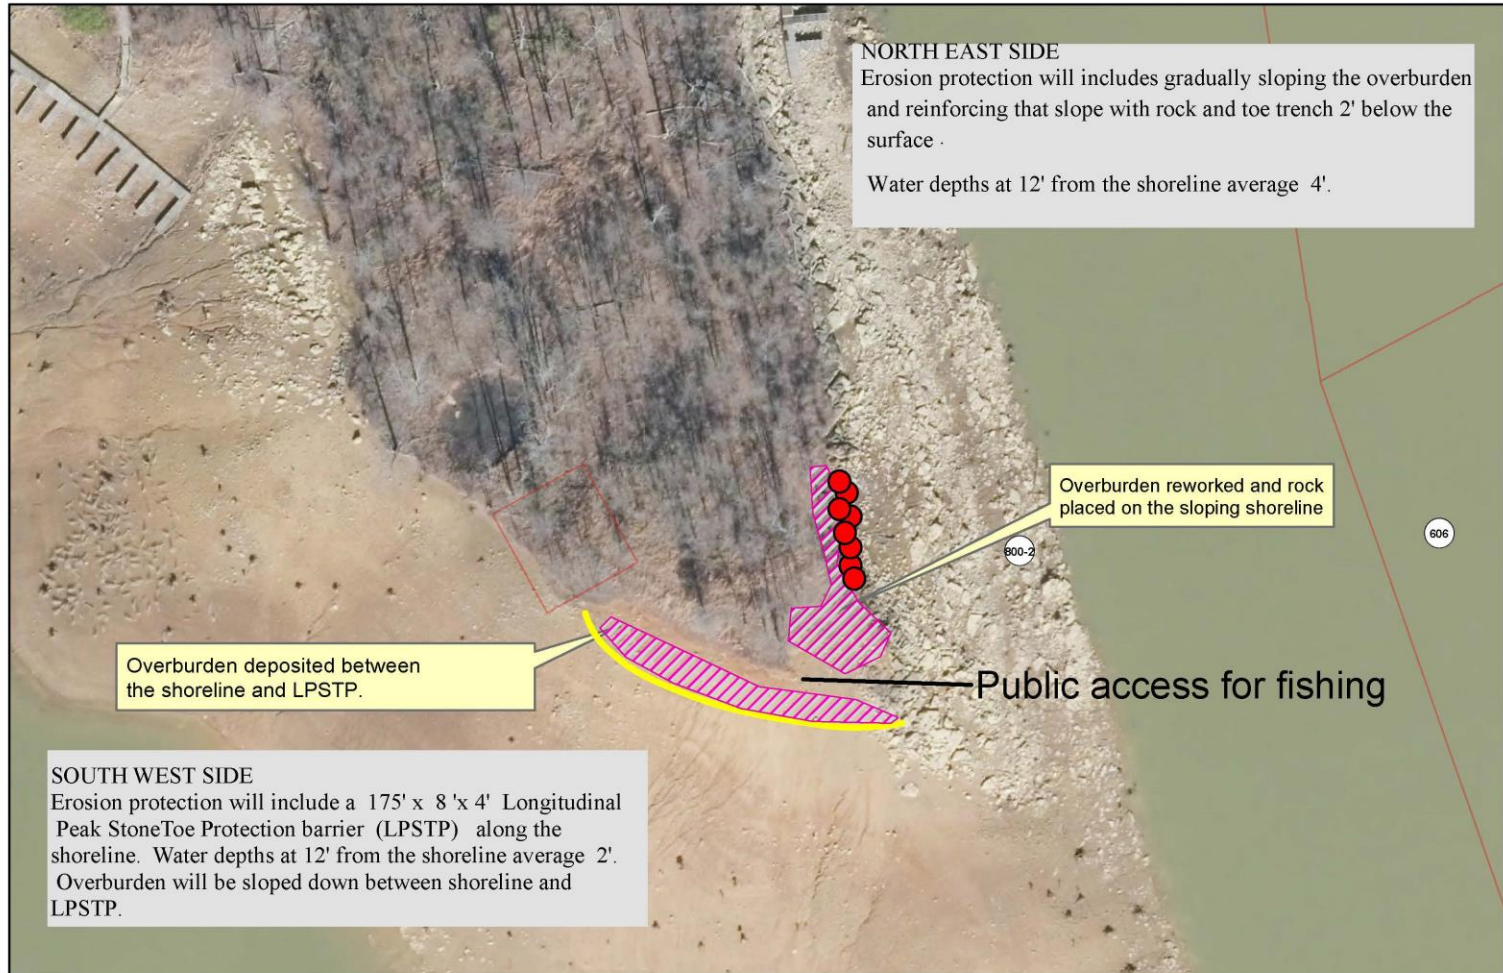 NORTH EAST SIDE
Erosion protection will includes gradually sloping the overburden
and reinforcing that slope with rock and toe trench 2' below the
surface .
Water depths at 12' from the shoreline average 4'.
Overburden reworked and rock
placed on the sloping shoreline
800-2
606
Overburden deposited between
the shoreline and LPSTP.
Public access for fishing
SOUTH WEST SIDE
Erosion protection will include a 175' x 8 'x 4' Longitudinal
Peak StoneToe Protection barrier (LPSTP) along the
shoreline. Water depths at 12' from the shoreline average 2'.
Overburden will be sloped down between shoreline and
LPSTP.